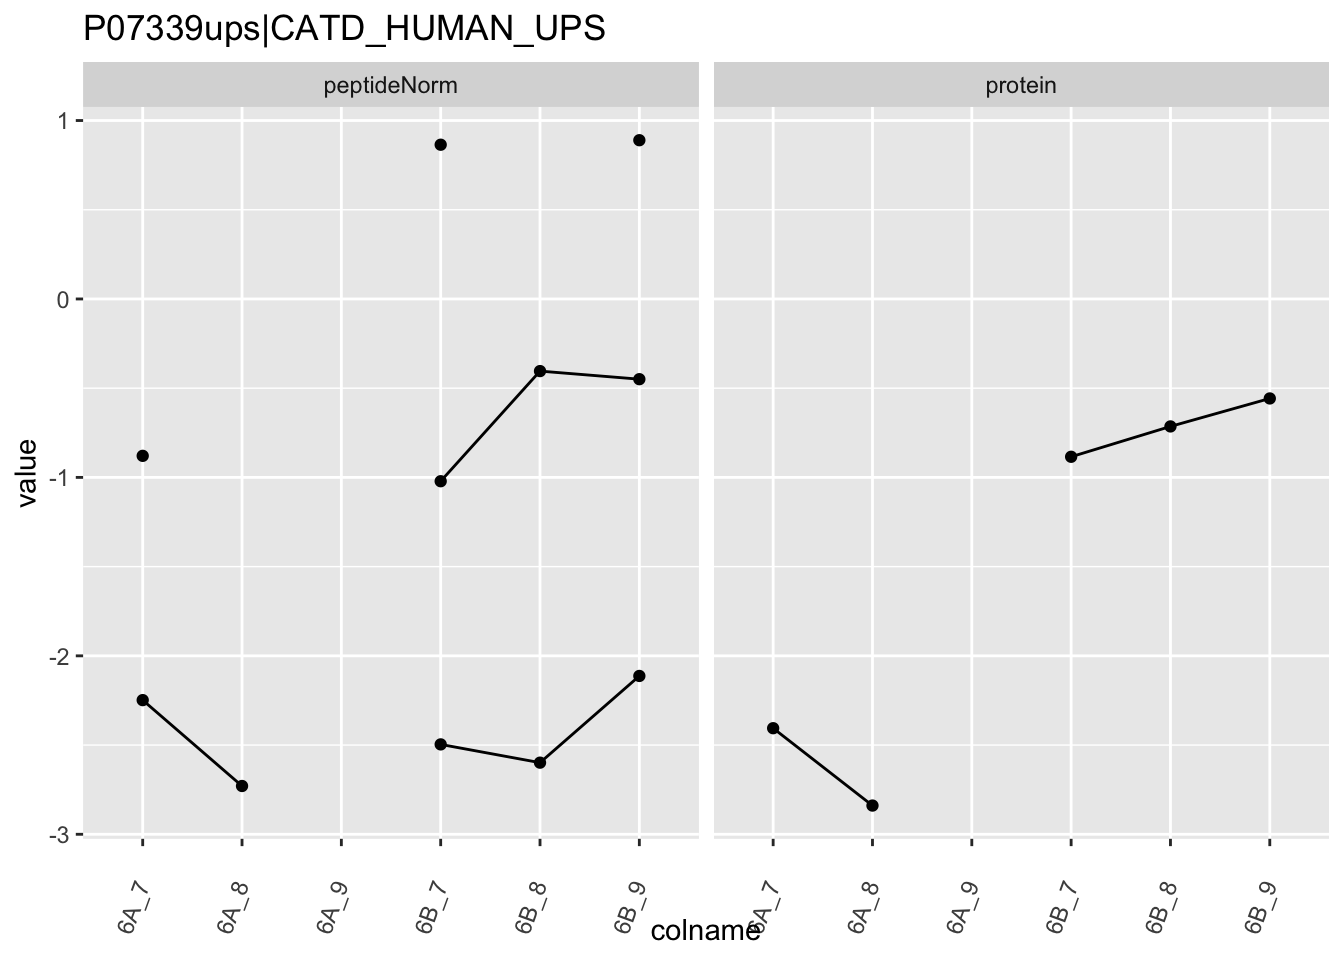 P07339ups|CATD_HUMAN_UPS
peptideNorm protein
1
0
-1
-2
-3
value
6A_7 6A_8 6A_9 6B_7 6B_8 6B_9 6A_7 6A_8 6A_9 6B_7 6B_8 6B_9
colname